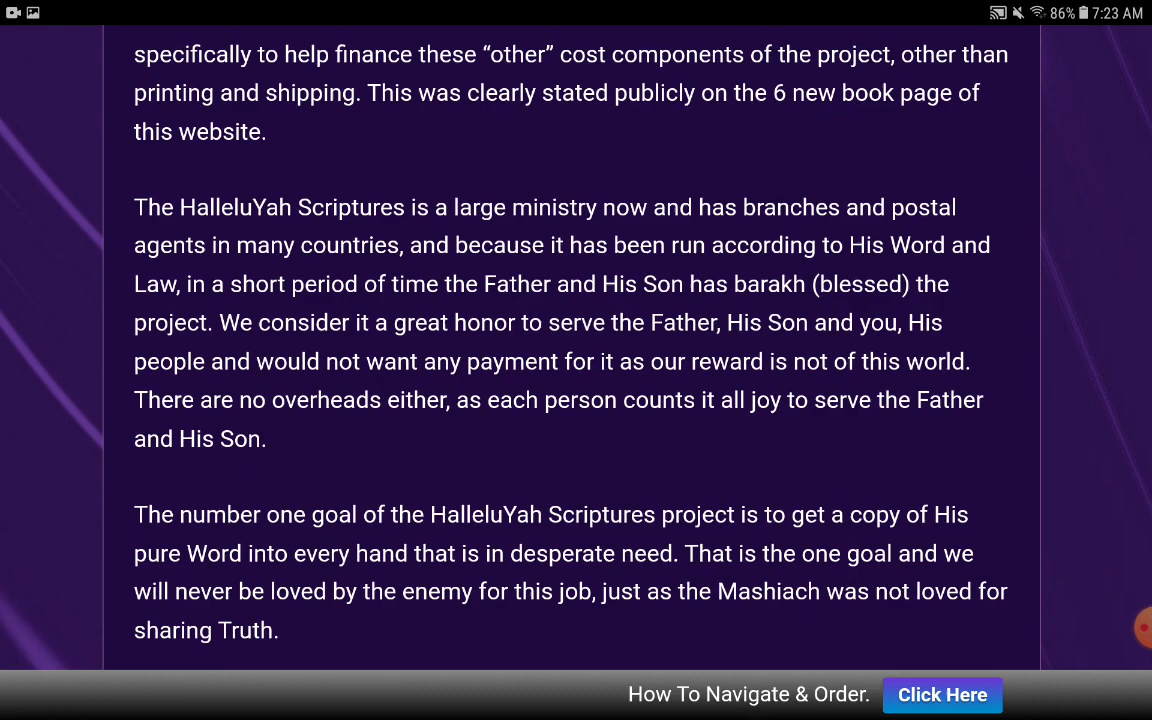 86% 7:23 AM
specifically to help finance these “other” cost components of the project, other than
printing and shipping. This was clearly stated publicly on the 6 new book page of
this website.
The HalleluYah Scriptures is a large ministry now and has branches and postal
agents in many countries, and because it has been run according to His Word and
Law, in a short period of time the Father and His Son has barakh (blessed) the
project. We consider it a great honor to serve the Father, His Son and you, His
people and would not want any payment for it as our reward is not of this world.
There are no overheads either, as each person counts it all joy to serve the Father
and His Son.
The number one goal of the HalleluYah Scriptures project is to get a copy of His
pure Word into every hand that is in desperate need. That is the one goal and we
will never be loved by the enemy for this job, just as the Mashiach was not loved for
sharing Truth.
How To Navigate & Order. Click Here